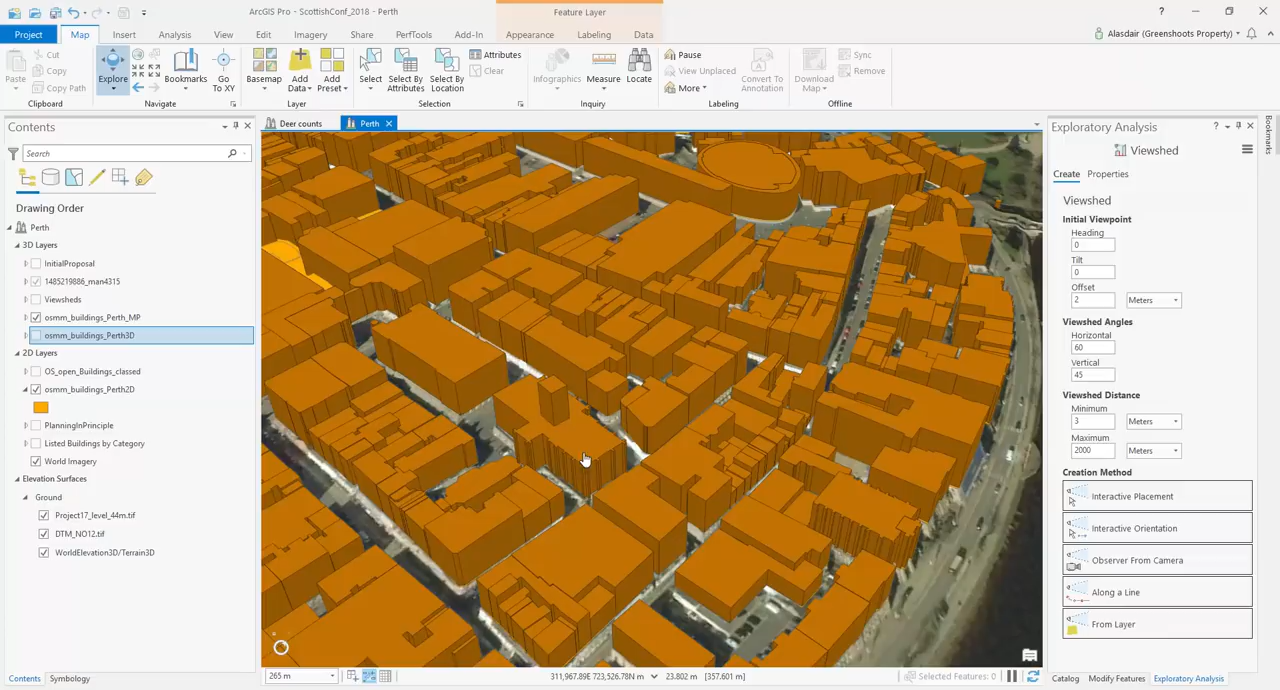 ArcGIS Pro - ScottishConf_2018 - Perth
Feature Layer
?
Project Map Insert Analysis View Edit Imagery Share PerfTools Add-In Appearance Labeling Data
Alasdair (Greenshoots Property)
Paste
Cut
Copy
Copy Path
Clipboard
Explore
Bookmarks
Go To XY
Navigate
Basemap
Add Data
Add Preset
Layer
Select
Select By Attributes
Select By Location
Attributes
Clear
Selection
Infographics
Measure
Locate
Inquiry
Pause
View Unplaced
More
Convert To Annotation
Labeling
Download Map
Sync
Remove
Offline
Contents
Search
Drawing Order
Perth
3D Layers
InitialProposal
1485219886_man4315
Viewsheds
osmm_buildings_Perth_MP
osmm_buildings_Perth3D
2D Layers
OS_open_Buildings_classed
osmm_buildings_Perth2D
PlanningInPrinciple
Listed Buildings by Category
World Imagery
Elevation Surfaces
Ground
Project17_level_44m.tif
DTM_NO12.tif
WorldElevation3D/Terrain3D
Contents Symbology
Deer counts
Perth
265 m
311,967.89E 723,526.78N
23.802 m
[357.601 m]
Selected Features: 0
Exploratory Analysis
?
Viewshed
Create Properties
Viewshed
Initial Viewpoint
Heading
0
Tilt
0
Offset
2 Meters
Viewshed Angles
Horizontal
60
Vertical
45
Viewshed Distance
Minimum
3 Meters
Maximum
2000 Meters
Creation Method
Interactive Placement
Interactive Orientation
Observer From Camera
Along a Line
From Layer
Catalog Modify Features Exploratory Analysis
Bookmarks